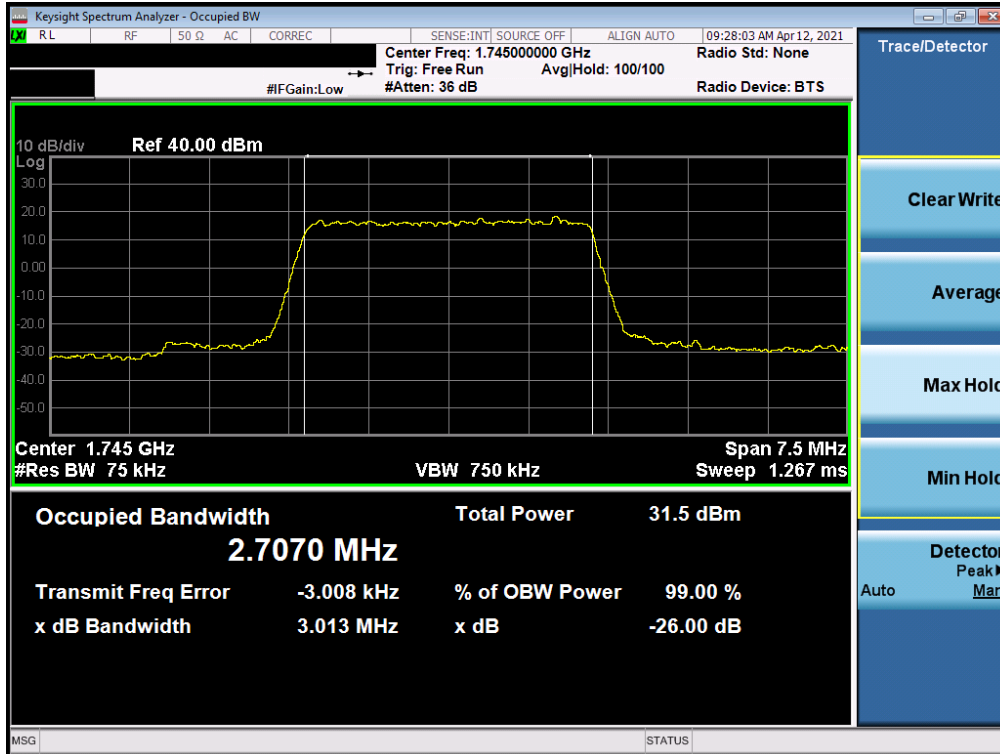 Keysight Spectrum Analyzer - Occupied BW
LXI RL RF 50 Ω AC CORREC SENSE:INT SOURCE OFF ALIGN AUTO 09:28:03 AM Apr 12, 2021
Center Freq: 1.745000000 GHz Radio Std: None
Trig: Free Run Avg|Hold: 100/100
#IFGain:Low #Atten: 36 dB Radio Device: BTS
Trace/Detector
10 dB/div Ref 40.00 dBm
Log
30.0
20.0
10.0
0.00
-10.0
-20.0
-30.0
-40.0
-50.0
Center 1.745 GHz Span 7.5 MHz
#Res BW 75 kHz VBW 750 kHz Sweep 1.267 ms
Occupied Bandwidth Total Power 31.5 dBm
2.7070 MHz
Transmit Freq Error -3.008 kHz % of OBW Power 99.00 %
x dB Bandwidth 3.013 MHz x dB -26.00 dB
Clear Write
Average
Max Hold
Min Hold
Detector
Peak
Auto Man
MSG STATUS